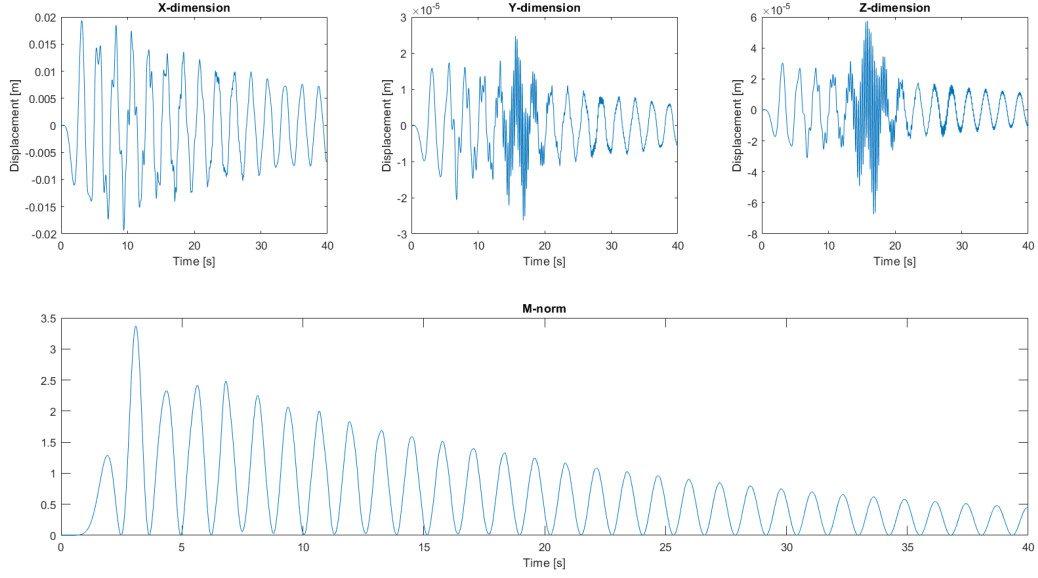 X-dimension
0.02
0.015
0.01
0.005
0
-0.005
-0.01
-0.015
-0.02
Displacement [m]
0 10 20 30 40
Time [s]
Y-dimension
×10-5
3
2
1
0
-1
-2
-3
Displacement [m]
0 10 20 30 40
Time [s]
Z-dimension
×10-5
6
4
2
0
-2
-4
-6
-8
Displacement [m]
0 10 20 30 40
Time [s]
M-norm
3.5
3
2.5
2
1.5
1
0.5
0
0 5 10 15 20 25 30 35 40
Time [s]